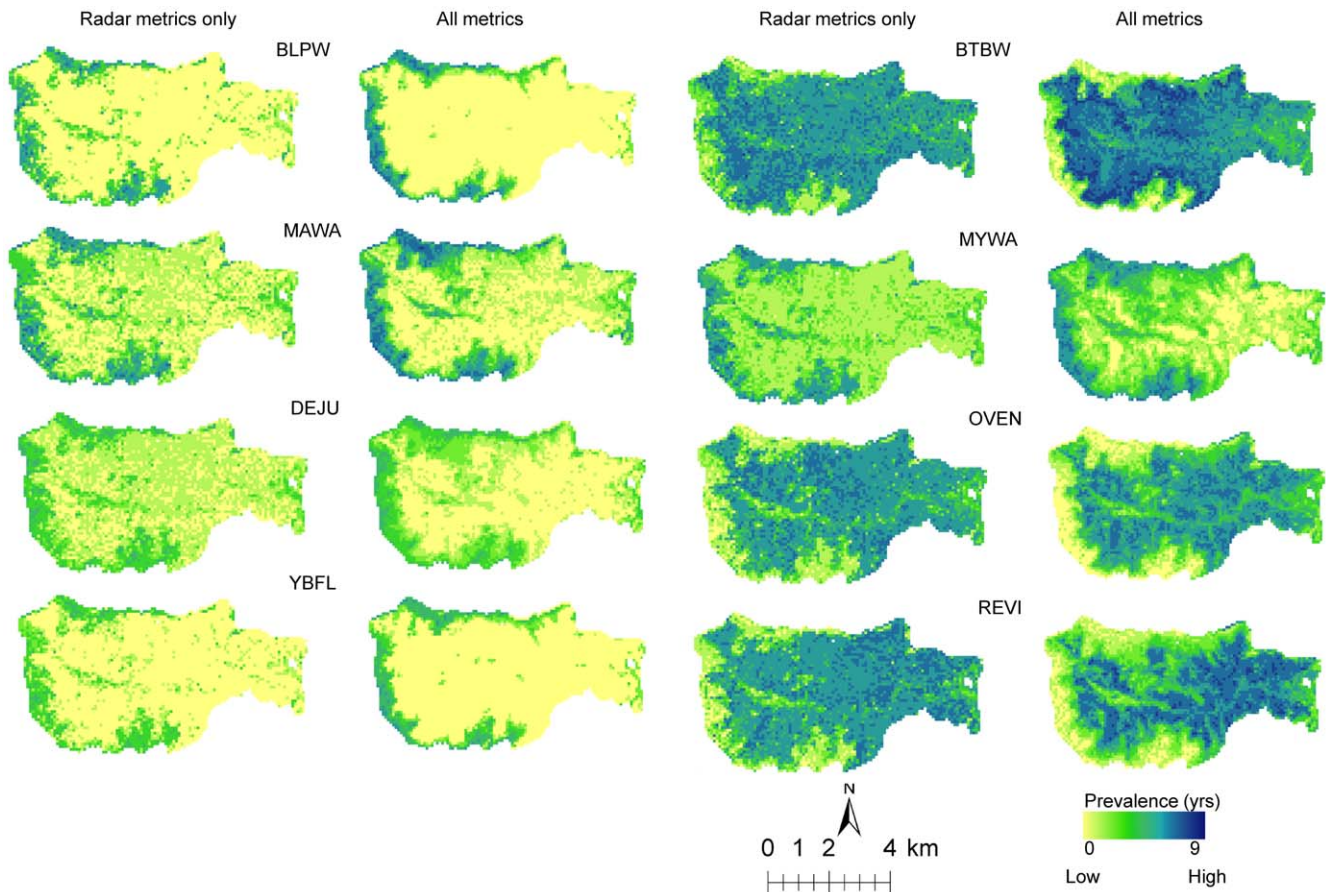 Radar metrics only All metrics Radar metrics only All metrics
BLPW BTBW
MAWA MYWA
DEJU OVEN
YBFL REVI
N
Prevalence (yrs)
0 1 2 4 km
0 9
Low High